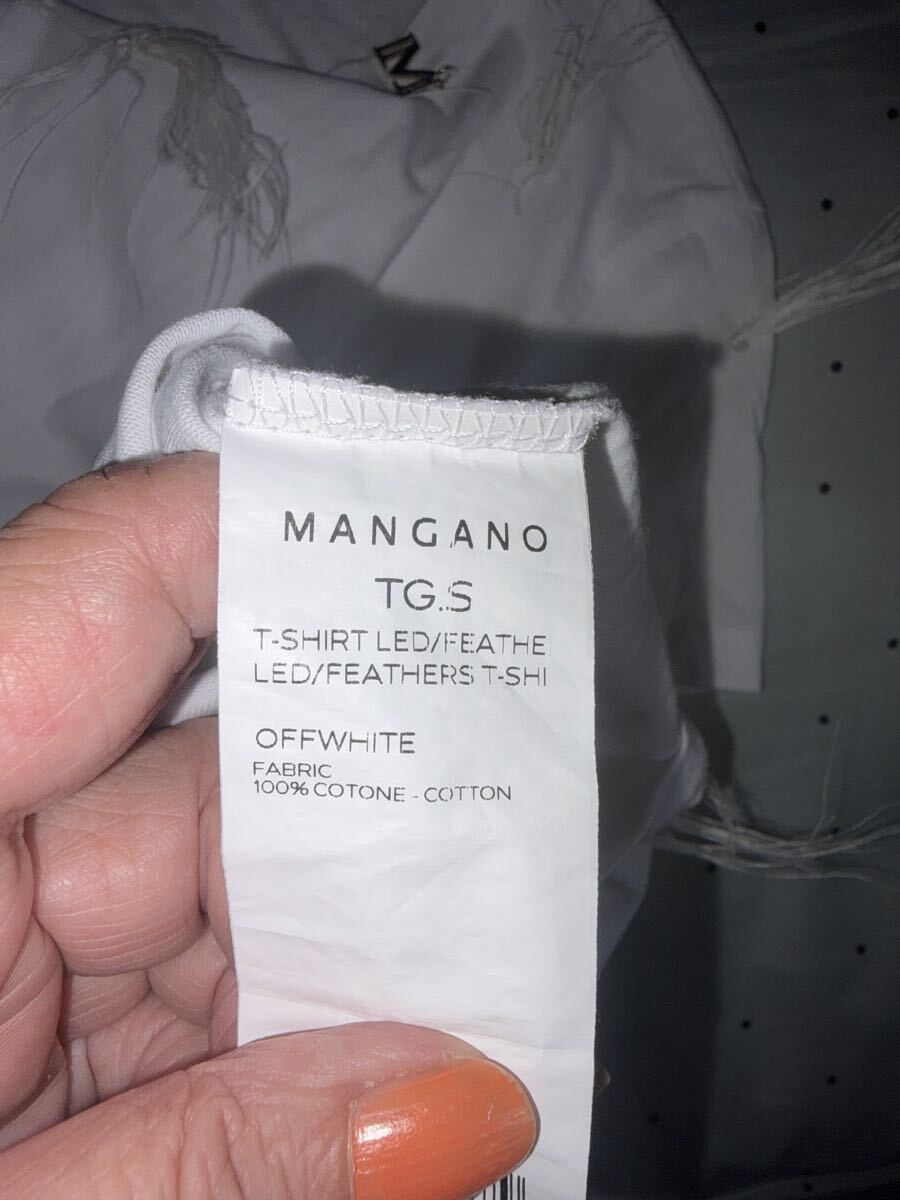 M
MANGANO
TG.S
T-SHIRT LED/FEATHE
LED/FEATHERS T-SHI
OFFWHITE
FABRIC
100% COTONE - COTTON